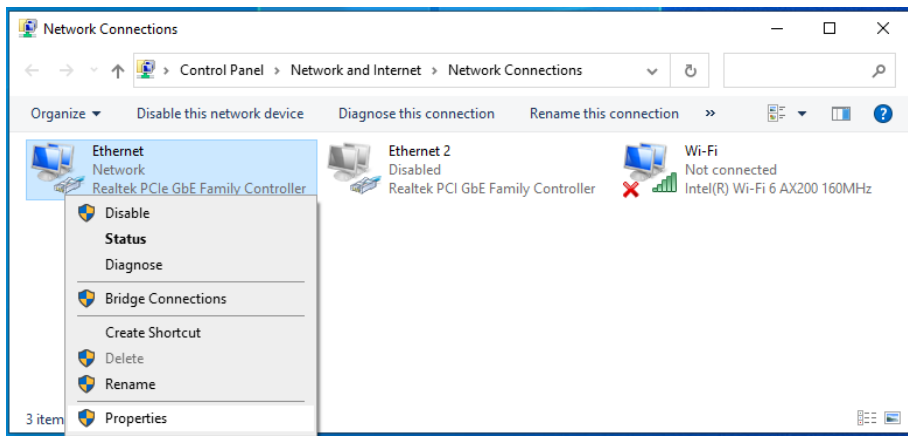 Network Connections
Control Panel > Network and Internet > Network Connections
Organize Disable this network device Diagnose this connection Rename this connection »
Ethernet
Network
Realtek PCIe GbE Family Controller
Ethernet 2
Disabled
Realtek PCI GbE Family Controller
Wi-Fi
Not connected
Intel(R) Wi-Fi 6 AX200 160MHz
Disable
Status
Diagnose
Bridge Connections
Create Shortcut
Delete
Rename
Properties
3 item